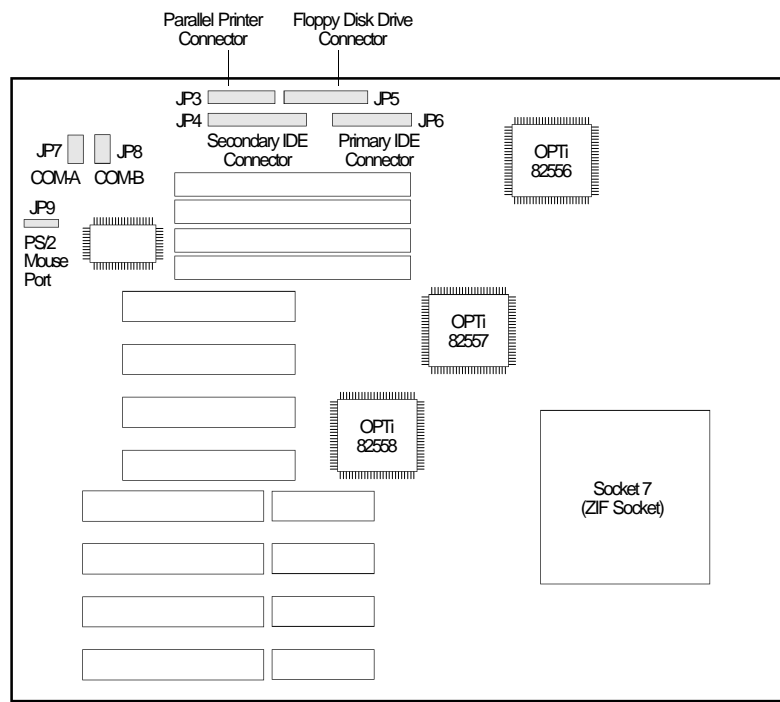 Parallel Printer
Connector
Floppy Disk Drive
Connector
JP3
JP5
JP4
JP6
Secondary IDE
Connector
Primary IDE
Connector
JP7
JP8
COM-A
COM-B
JP9
PS/2
Mouse
Port
OPTi
82556
OPTi
82557
OPTi
82558
Socket 7
(ZIF Socket)